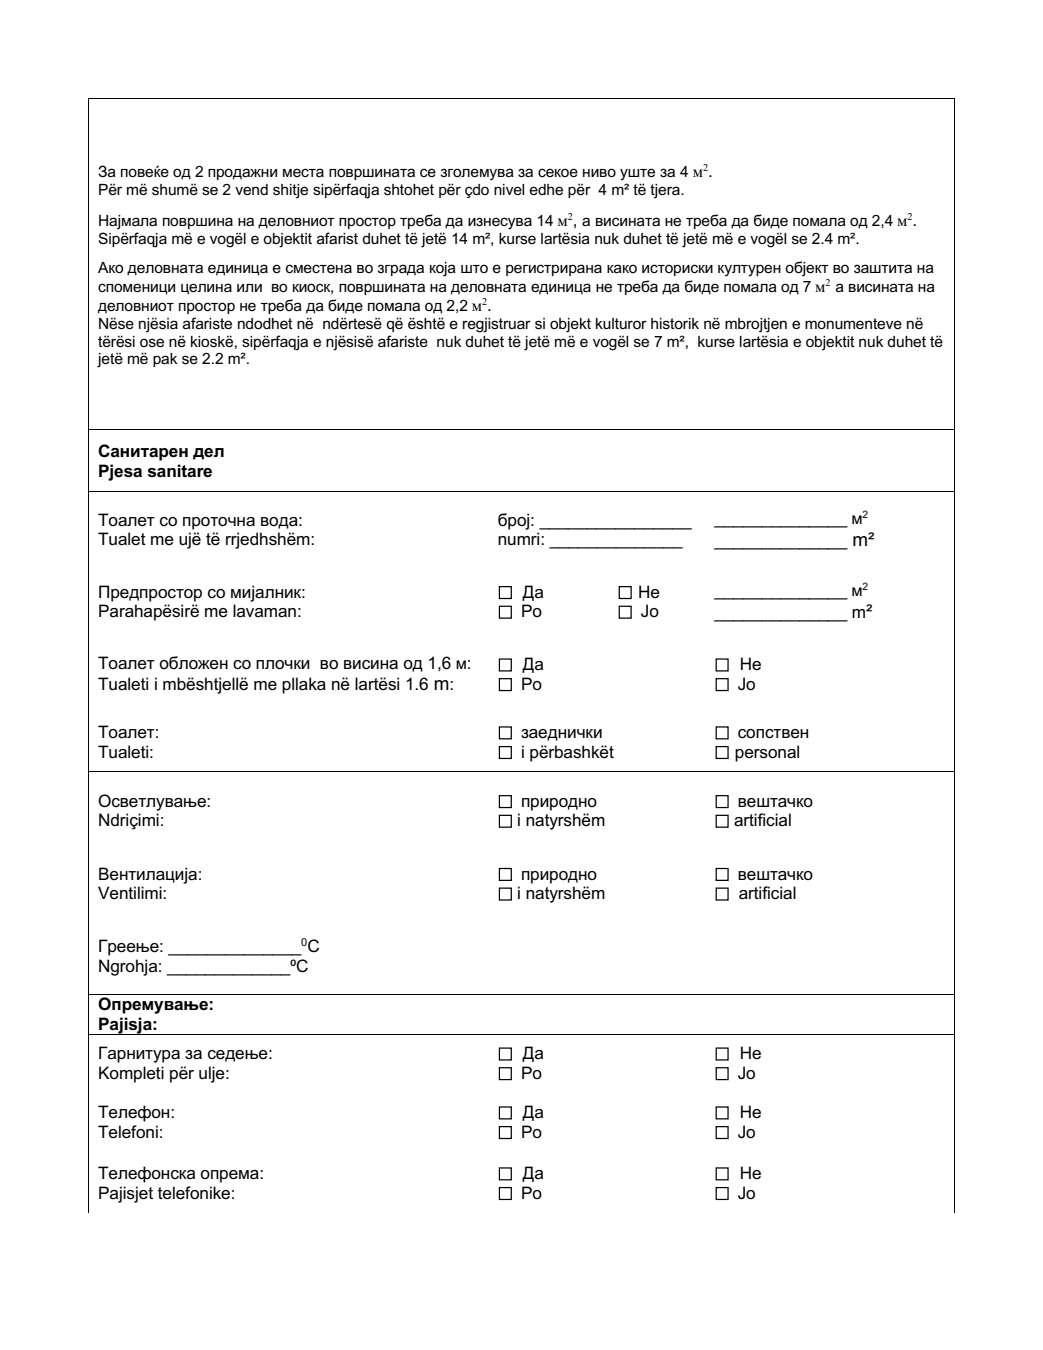 За повеќе од 2 продажни места површината се зголемува за секое ниво уште за 4 м².
Për më shumë se 2 vend shitje sipërfaqja shtohet për çdo nivel edhe për 4 m² të tjera.
Најмала површина на деловниот простор треба да изнесува 14 м², а висината не треба да биде помала од 2,4 м².
Sipërfaqja më e vogël e objektit afarist duhet të jetë 14 m², kurse lartësia nuk duhet të jetë më e vogël se 2.4 m².
Ако деловната единица е сместена во зграда која што е регистрирана како историски културен објект во заштита на
споменици целина или во киоск, површината на деловната единица не треба да биде помала од 7 м² а висината на
деловниот простор не треба да биде помала од 2,2 м².
Nëse njësia afariste ndodhet në ndërtesë që është e regjistruar si objekt kulturor historik në mbrojtjen e monumenteve në
tërësi ose në kioskë, sipërfaqja e njësisë afariste nuk duhet të jetë më e vogël se 7 m², kurse lartësia e objektit nuk duhet të
jetë më pak se 2.2 m².
Санитарен дел
Pjesa sanitare
Тоалет со проточна вода: број: ________________ ______________ м²
Tualet me ujë të rrjedhshëm: numri: ______________ ______________ m²
Предпростор со мијалник: ☐ Да ☐ Не ______________ м²
Parahapësirë me lavaman: ☐ Po ☐ Jo ______________ m²
Тоалет обложен со плочки во висина од 1,6 м: ☐ Да ☐ Не
Tualeti i mbështjellë me pllaka në lartësi 1.6 m: ☐ Po ☐ Jo
Тоалет: ☐ заеднички ☐ сопствен
Tualeti: ☐ i përbashkët ☐ personal
Осветлување: ☐ природно ☐ вештачко
Ndriçimi: ☐ i natyrshëm ☐ artificial
Вентилација: ☐ природно ☐ вештачко
Ventilimi: ☐ i natyrshëm ☐ artificial
Греење: ______________⁰C
Ngrohja: _____________ºC
Опремување:
Pajisja:
Гарнитура за седење: ☐ Да ☐ Не
Kompleti për ulje: ☐ Po ☐ Jo
Телефон: ☐ Да ☐ Не
Telefoni: ☐ Po ☐ Jo
Телефонска опрема: ☐ Да ☐ Не
Pajisjet telefonike: ☐ Po ☐ Jo